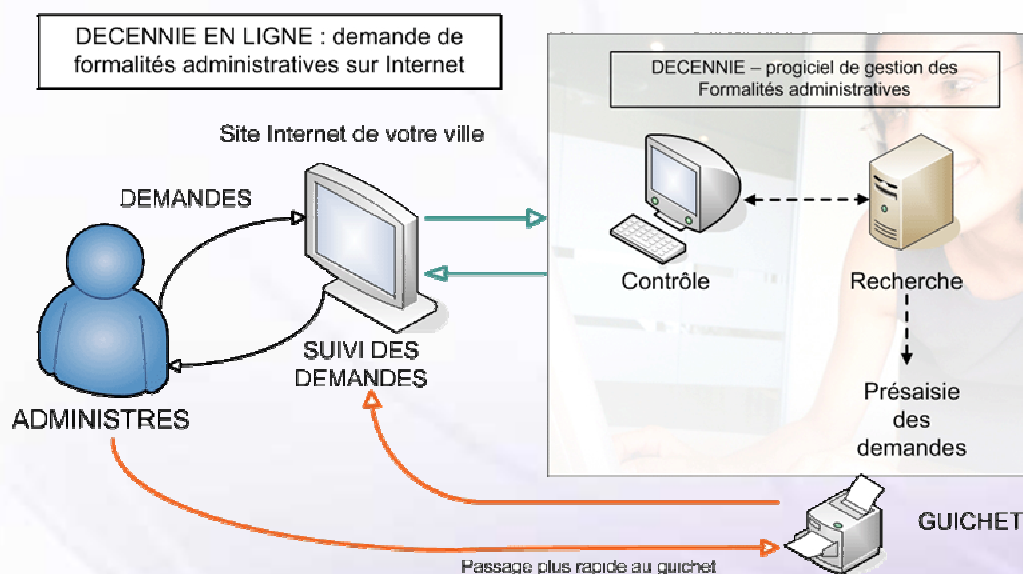 DECENNIE EN LIGNE : demande de
formalités administratives sur Internet
DECENNIE – progiciel de gestion des
Formalités administratives
Site Internet de votre ville
DEMANDES
Contrôle
Recherche
SUIVI DES
DEMANDES
ADMINISTRES
Présaisie
des
demandes
GUICHET
Passage plus rapide au guichet